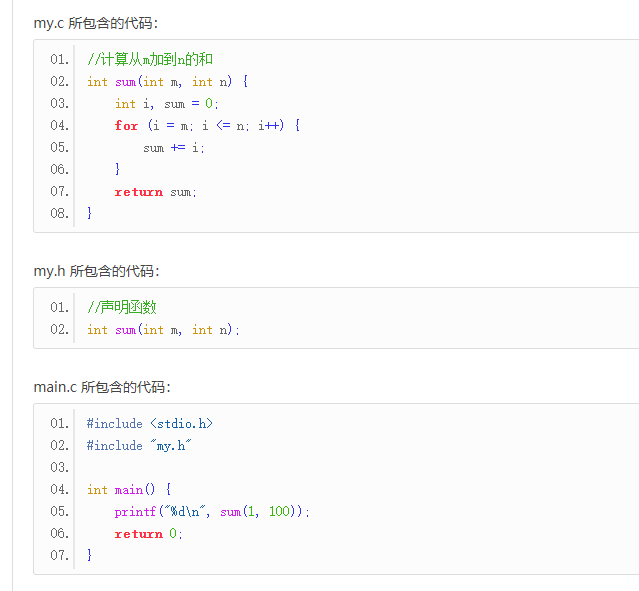 my.c 所包含的代码：
01. //计算从m加到n的和
02. int sum(int m, int n) {
03.     int i, sum = 0;
04.     for (i = m; i <= n; i++) {
05.         sum += i;
06.     }
07.     return sum;
08. }
my.h 所包含的代码：
01. //声明函数
02. int sum(int m, int n);
main.c 所包含的代码：
01. #include <stdio.h>
02. #include "my.h"
03.
04. int main() {
05.     printf("%d\n", sum(1, 100));
06.     return 0;
07. }